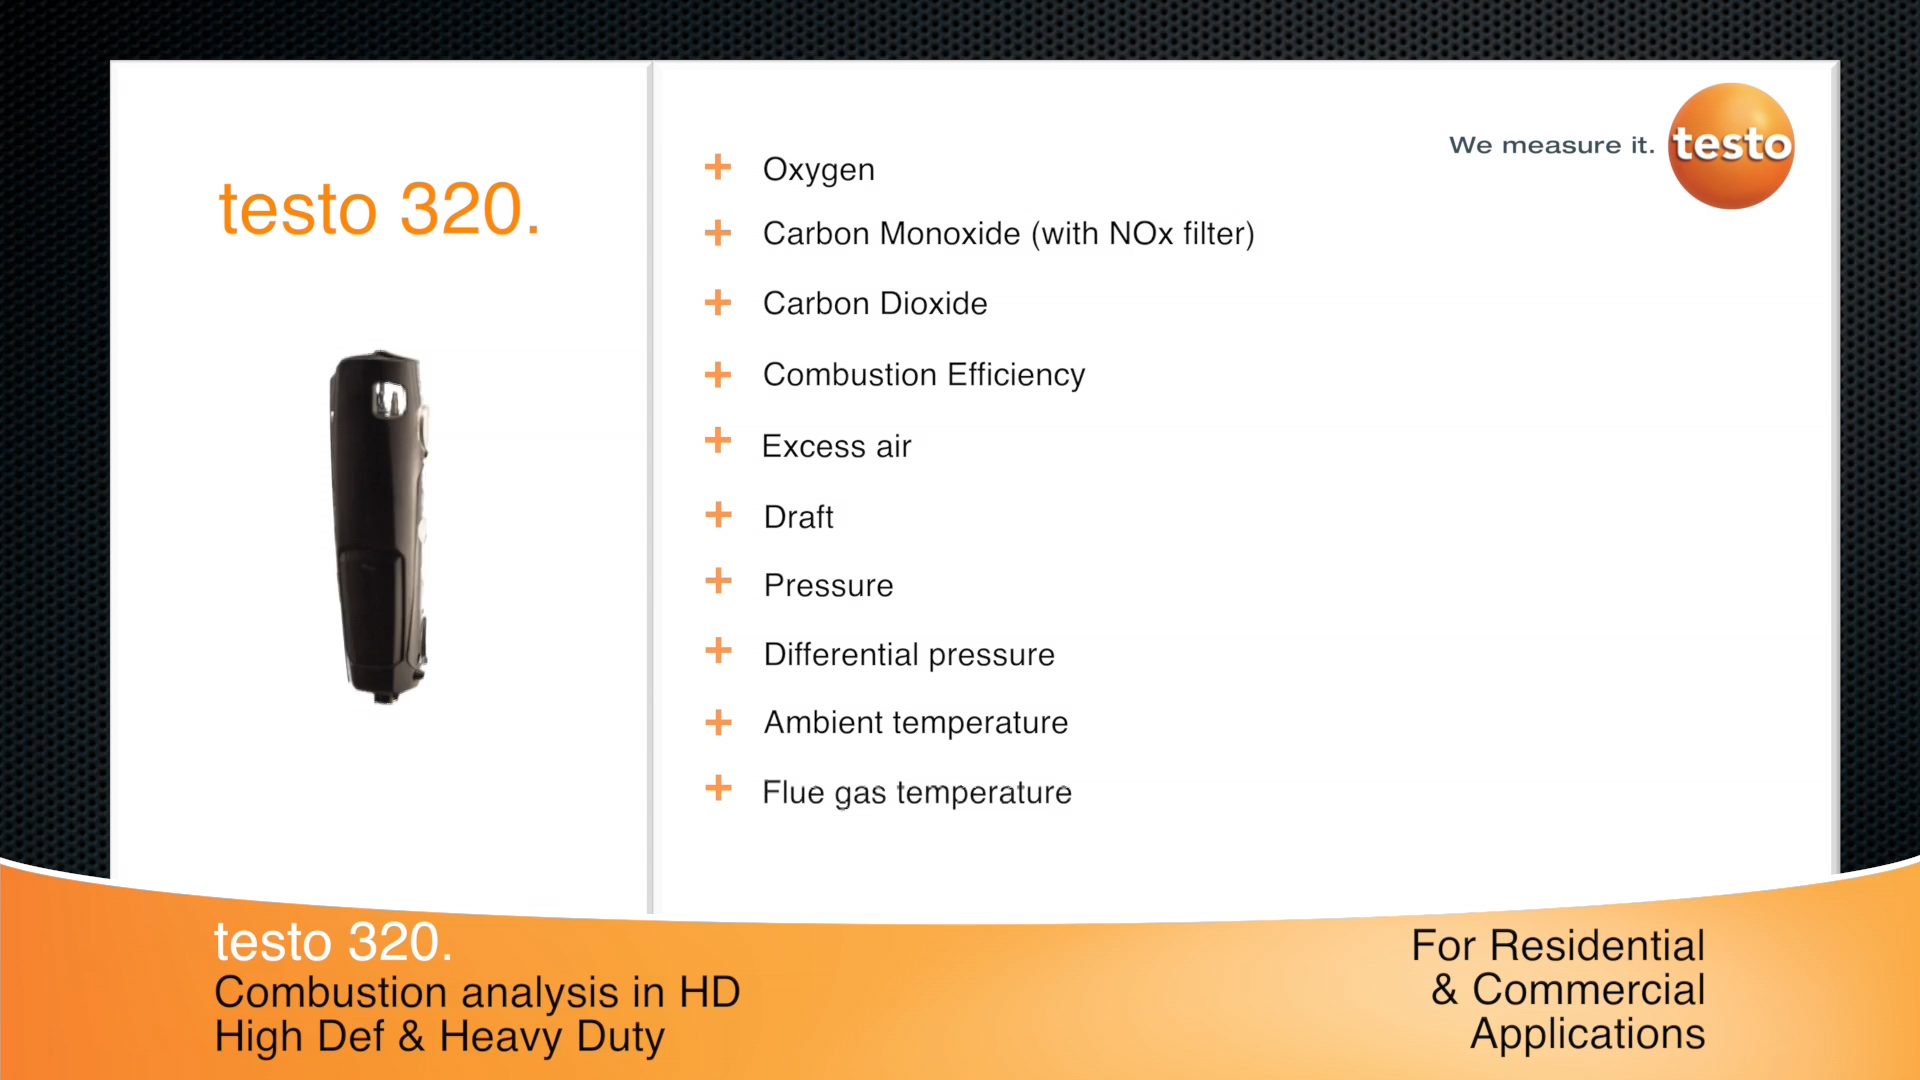 testo 320.
We measure it. testo
Oxygen
Carbon Monoxide (with NOx filter)
Carbon Dioxide
Combustion Efficiency
Excess air
Draft
Pressure
Differential pressure
Ambient temperature
Flue gas temperature
testo 320.
Combustion analysis in HD
High Def & Heavy Duty
For Residential
& Commercial
Applications